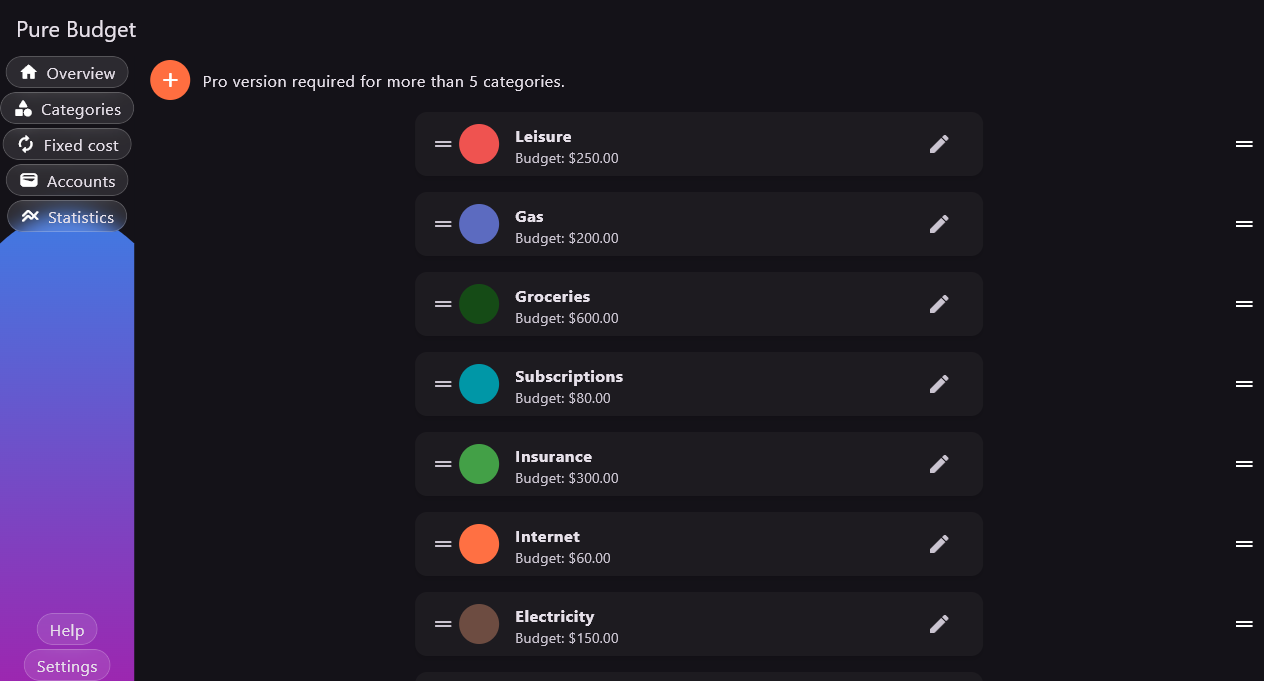 Pure Budget
Overview
Categories
Fixed cost
Accounts
Statistics
Help
Settings
Pro version required for more than 5 categories.
Leisure
Budget: $250.00
Gas
Budget: $200.00
Groceries
Budget: $600.00
Subscriptions
Budget: $80.00
Insurance
Budget: $300.00
Internet
Budget: $60.00
Electricity
Budget: $150.00